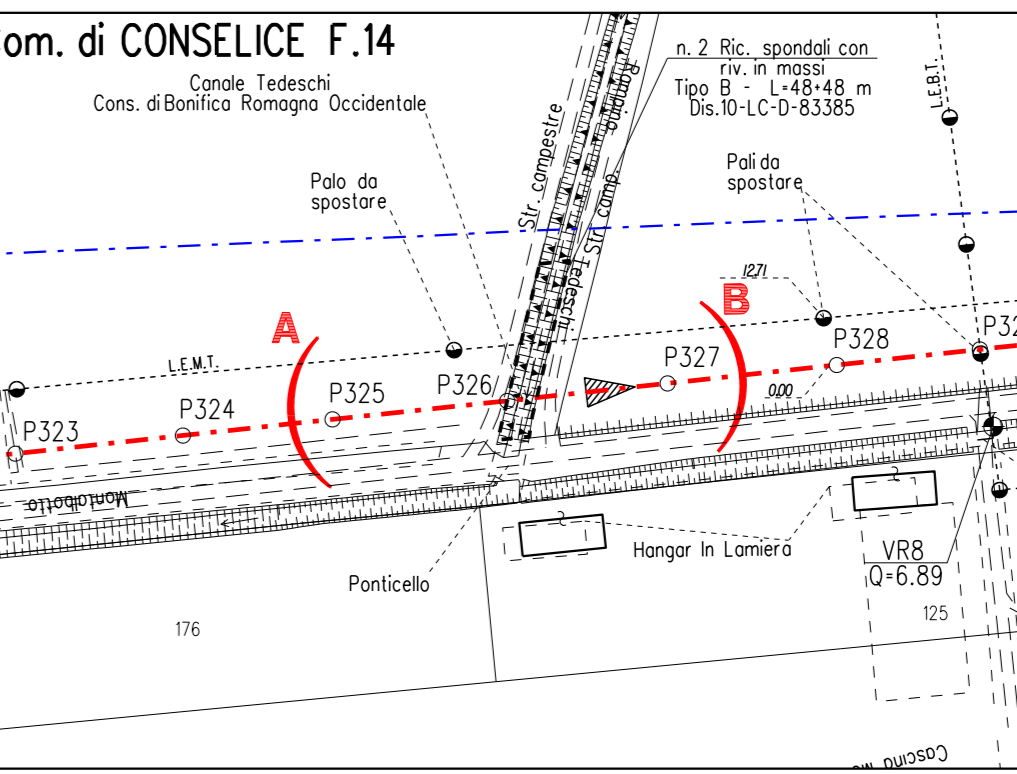 Com. di CONSELICE F.14
Canale Tedeschi
Cons. di Bonifica Romagna Occidentale
n. 2 Ric. spondali con
riv. in massi
Tipo B - L=48+48 m
Dis.10-LC-D-83385
L.E.B.T.
Palo da
spostare
Pali da
spostare
Str. campestre
Rampino
Str. camp.
Tedeschi
12.71
A
B
L.E.M.T.
P323
P324
P325
P326
P327
P328
P32
0.00
Montalbotto
Ponticello
Hangar In Lamiera
VR8
Q=6.89
176
125
Cascina